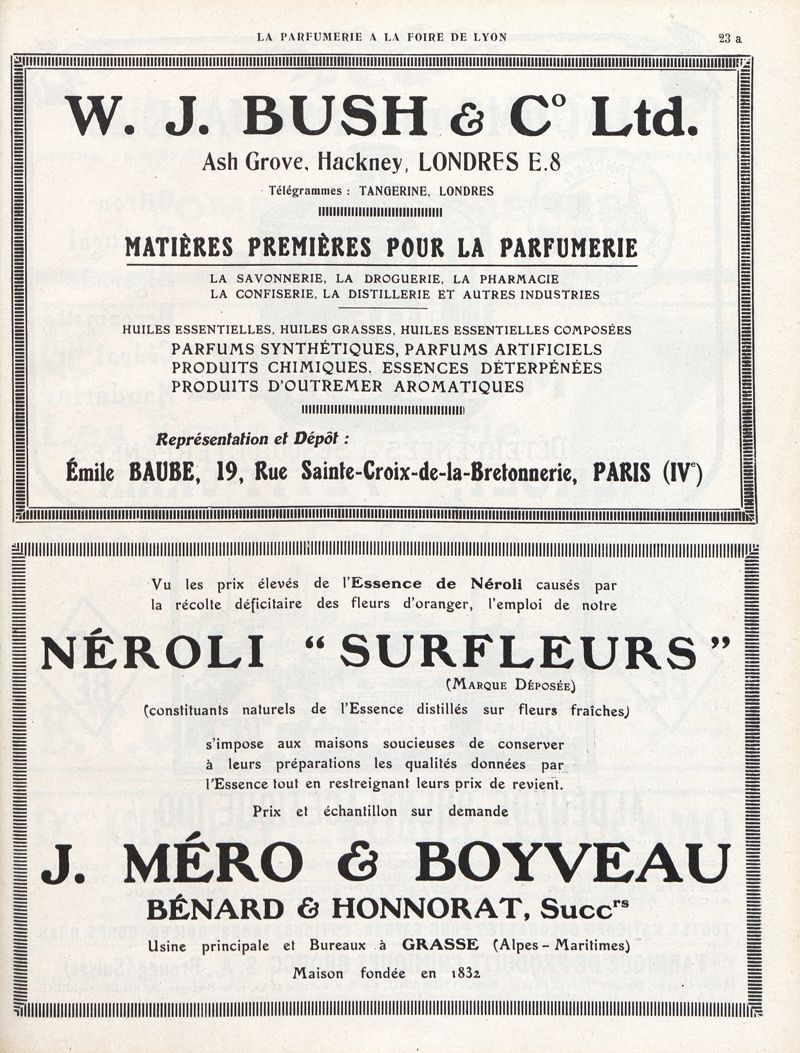 LA PARFUMERIE A LA FOIRE DE LYON
23 a
W. J. BUSH & Cº Ltd.
Ash Grove, Hackney, LONDRES E.8
Télégrammes : TANGERINE, LONDRES
MATIÈRES PREMIÈRES POUR LA PARFUMERIE
LA SAVONNERIE, LA DROGUERIE, LA PHARMACIE
LA CONFISERIE, LA DISTILLERIE ET AUTRES INDUSTRIES
HUILES ESSENTIELLES, HUILES GRASSES, HUILES ESSENTIELLES COMPOSÉES
PARFUMS SYNTHÉTIQUES, PARFUMS ARTIFICIELS
PRODUITS CHIMIQUES, ESSENCES DÉTERPÉNÉES
PRODUITS D'OUTREMER AROMATIQUES
Représentation et Dépôt :
Émile BAUBE, 19, Rue Sainte-Croix-de-la-Bretonnerie, PARIS (IVᵉ)
Vu les prix élevés de l'Essence de Néroli causés par
la récolte déficitaire des fleurs d'oranger, l'emploi de notre
NÉROLI “ SURFLEURS ”
(MARQUE DÉPOSÉE)
(constituants naturels de l'Essence distillés sur fleurs fraîches)
s'impose aux maisons soucieuses de conserver
à leurs préparations les qualités données par
l'Essence tout en restreignant leurs prix de revient.
Prix et échantillon sur demande
J. MÉRO & BOYVEAU
BÉNARD & HONNORAT, Succʳˢ
Usine principale et Bureaux à GRASSE (Alpes-Maritimes)
Maison fondée en 1832